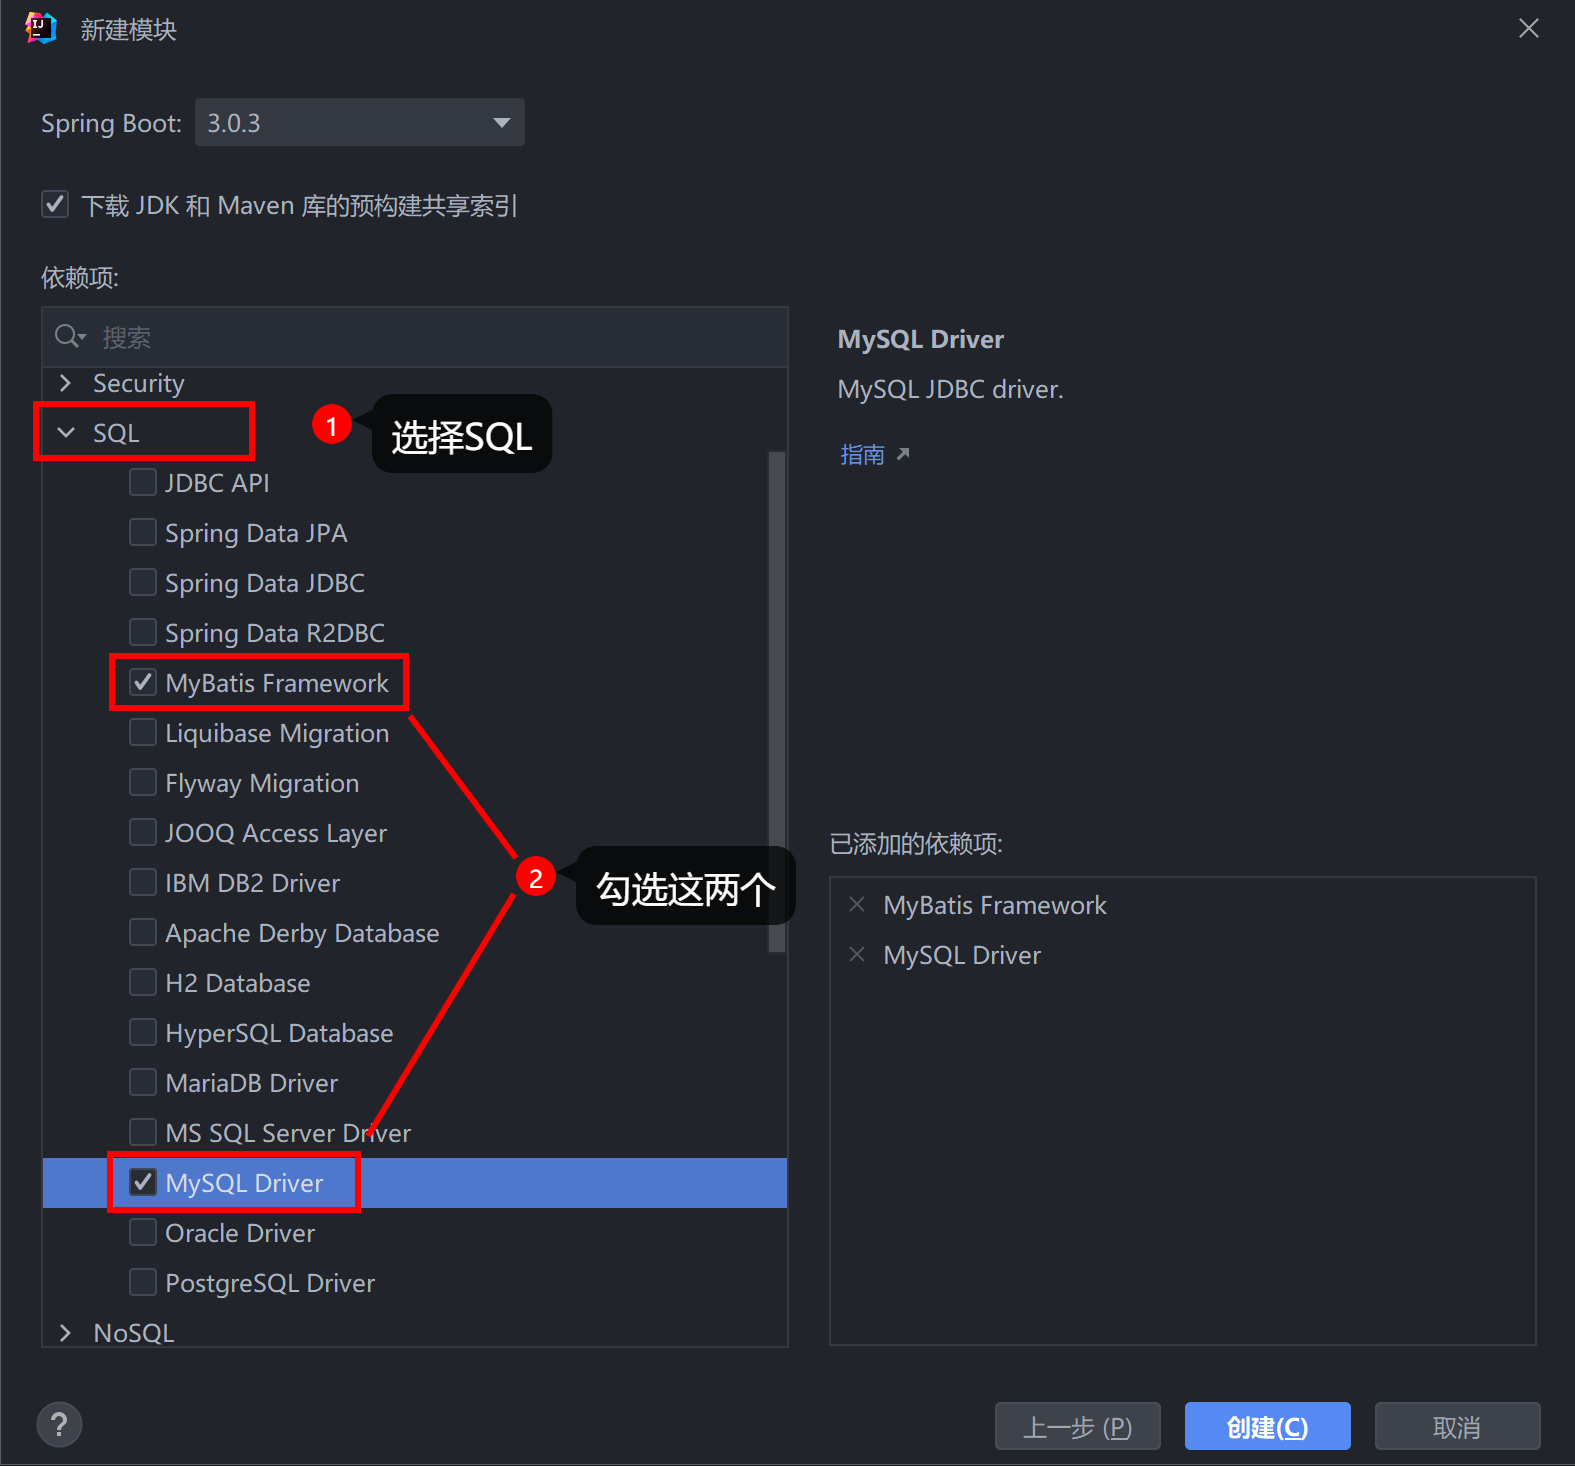 新建模块
Spring Boot: 3.0.3
下载 JDK 和 Maven 库的预构建共享索引
依赖项:
搜索
Security
SQL
1 选择SQL
JDBC API
Spring Data JPA
Spring Data JDBC
Spring Data R2DBC
MyBatis Framework
Liquibase Migration
Flyway Migration
JOOQ Access Layer
IBM DB2 Driver
2 勾选这两个
Apache Derby Database
H2 Database
HyperSQL Database
MariaDB Driver
MS SQL Server Driver
MySQL Driver
Oracle Driver
PostgreSQL Driver
NoSQL
MySQL Driver
MySQL JDBC driver.
指南
已添加的依赖项:
MyBatis Framework
MySQL Driver
?
上一步 (P)
创建(C)
取消